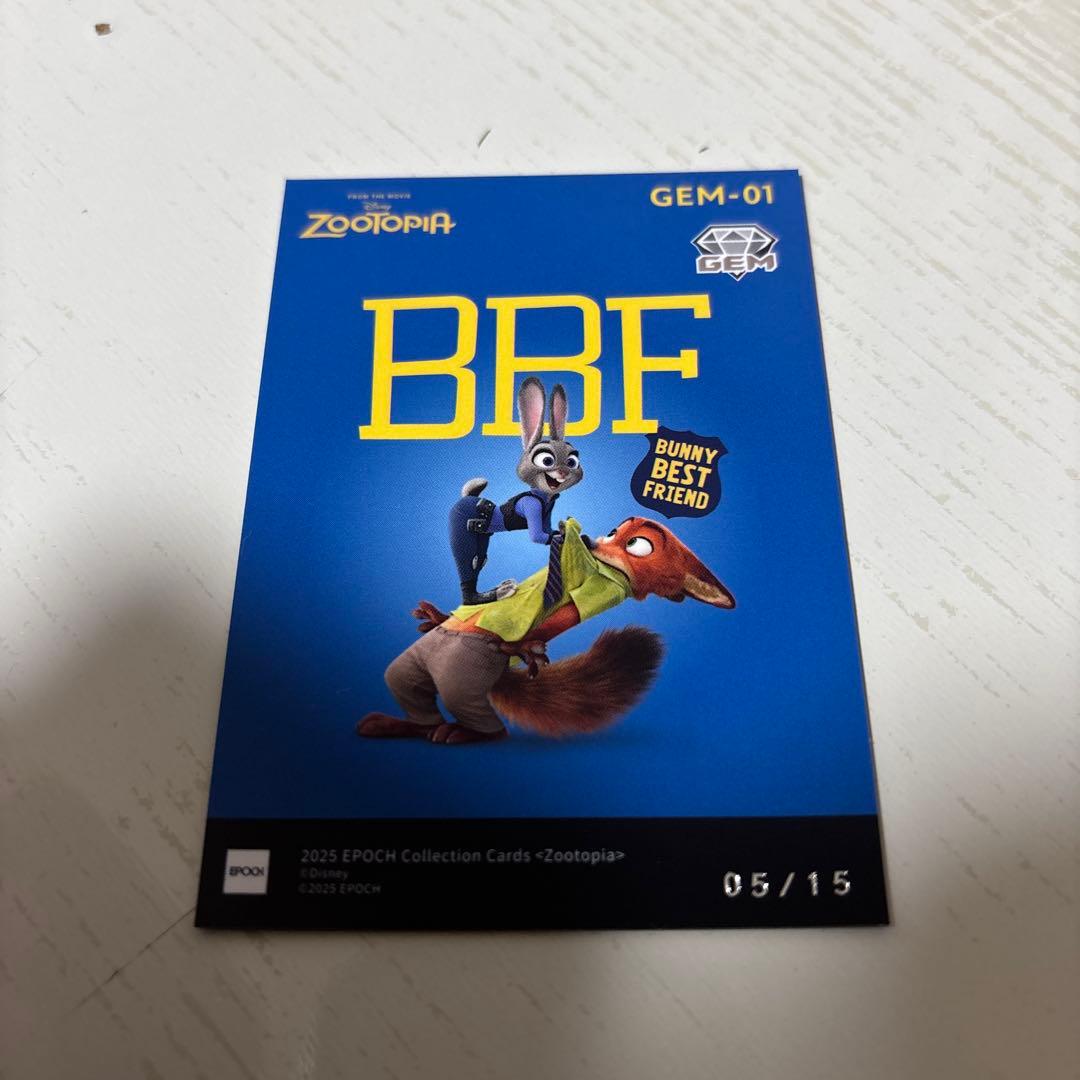 FROM THE MOVIE
Disney
ZOOTOPIA
GEM-01
GEM
BBF
BUNNY
BEST
FRIEND
EPOCH
2025 EPOCH Collection Cards <Zootopia>
©Disney
©2025 EPOCH
05/15